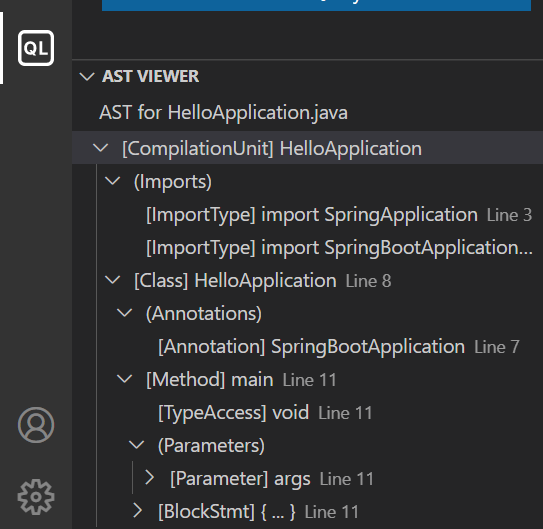 QL
AST VIEWER
AST for HelloApplication.java
[CompilationUnit] HelloApplication
(Imports)
[ImportType] import SpringApplication Line 3
[ImportType] import SpringBootApplication...
[Class] HelloApplication Line 8
(Annotations)
[Annotation] SpringBootApplication Line 7
[Method] main Line 11
[TypeAccess] void Line 11
(Parameters)
[Parameter] args Line 11
[BlockStmt] { ... } Line 11